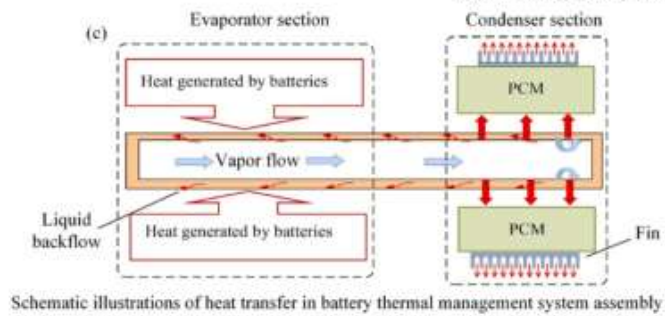 Evaporator section
Condenser section
(c)
Heat generated by batteries
PCM
Vapor flow
Liquid
backflow
Heat generated by batteries
PCM
Fin
Schematic illustrations of heat transfer in battery thermal management system assembly